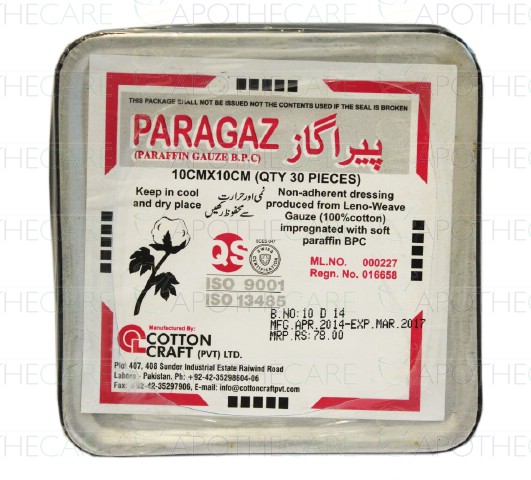 APOTHECARE
THIS PACKAGE SHALL NOT BE ISSUED NOT THE CONTENTS USED IF THE SEAL IS BROKEN
PARAGAZ پیراگاز
(PARAFFIN GAUZE B.P.C)
10CMX10CM (QTY 30 PIECES)
Keep in cool
and dry place
نمی اور حرارت
سے محفوظ رکھیں
Non-adherent dressing
produced from Leno-Weave
Gauze (100%cotton)
impregnated with soft
paraffin BPC
QS
ISO 9001
ISO 13485
ML.NO. 000227
Regn. No. 016658
B.NO:10 D 14
MFG.APR.2014-EXP.MAR.2017
MRP.RS:78.00
Manufactured By:
COTTON
CRAFT (PVT) LTD.
Plot 407, 408 Sunder Industrial Estate Raiwind Road
Lahore - Pakistan. Ph: +92-42-35298604-06
Fax: +92-42-35297906, E-mail: info@cottoncraftpvt.com